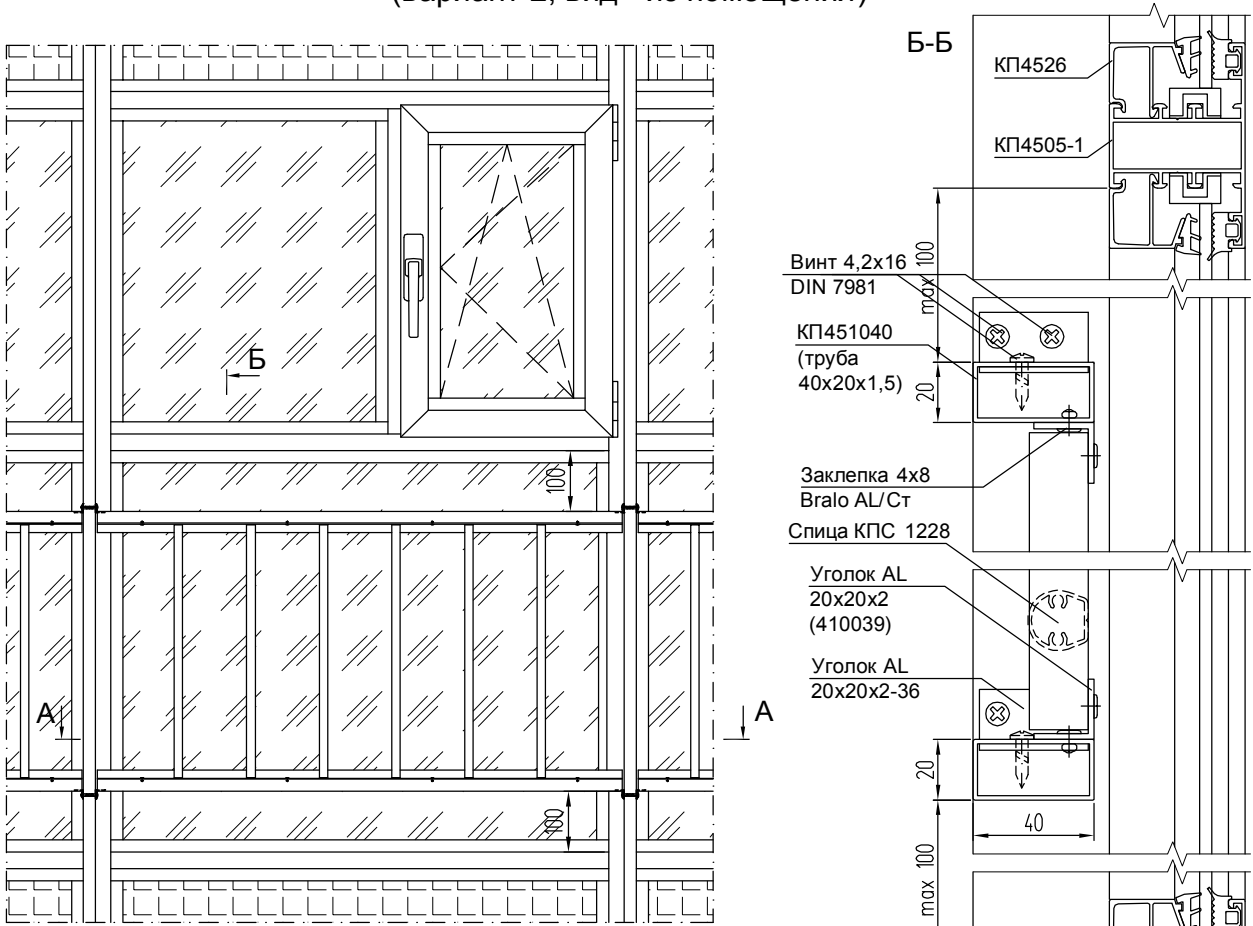 (вариант 2, вид - из помещения)
Б-Б
КП4526
КП4505-1
max 100
Винт 4,2х16
DIN 7981
КП451040
(труба
40х20х1,5)
20
Б
Заклепка 4х8
Bralo AL/Ст
100
Спица КПС 1228
Уголок AL
20х20х2
(410039)
Уголок AL
20х20х2-36
А
А
20
40
100
max 100